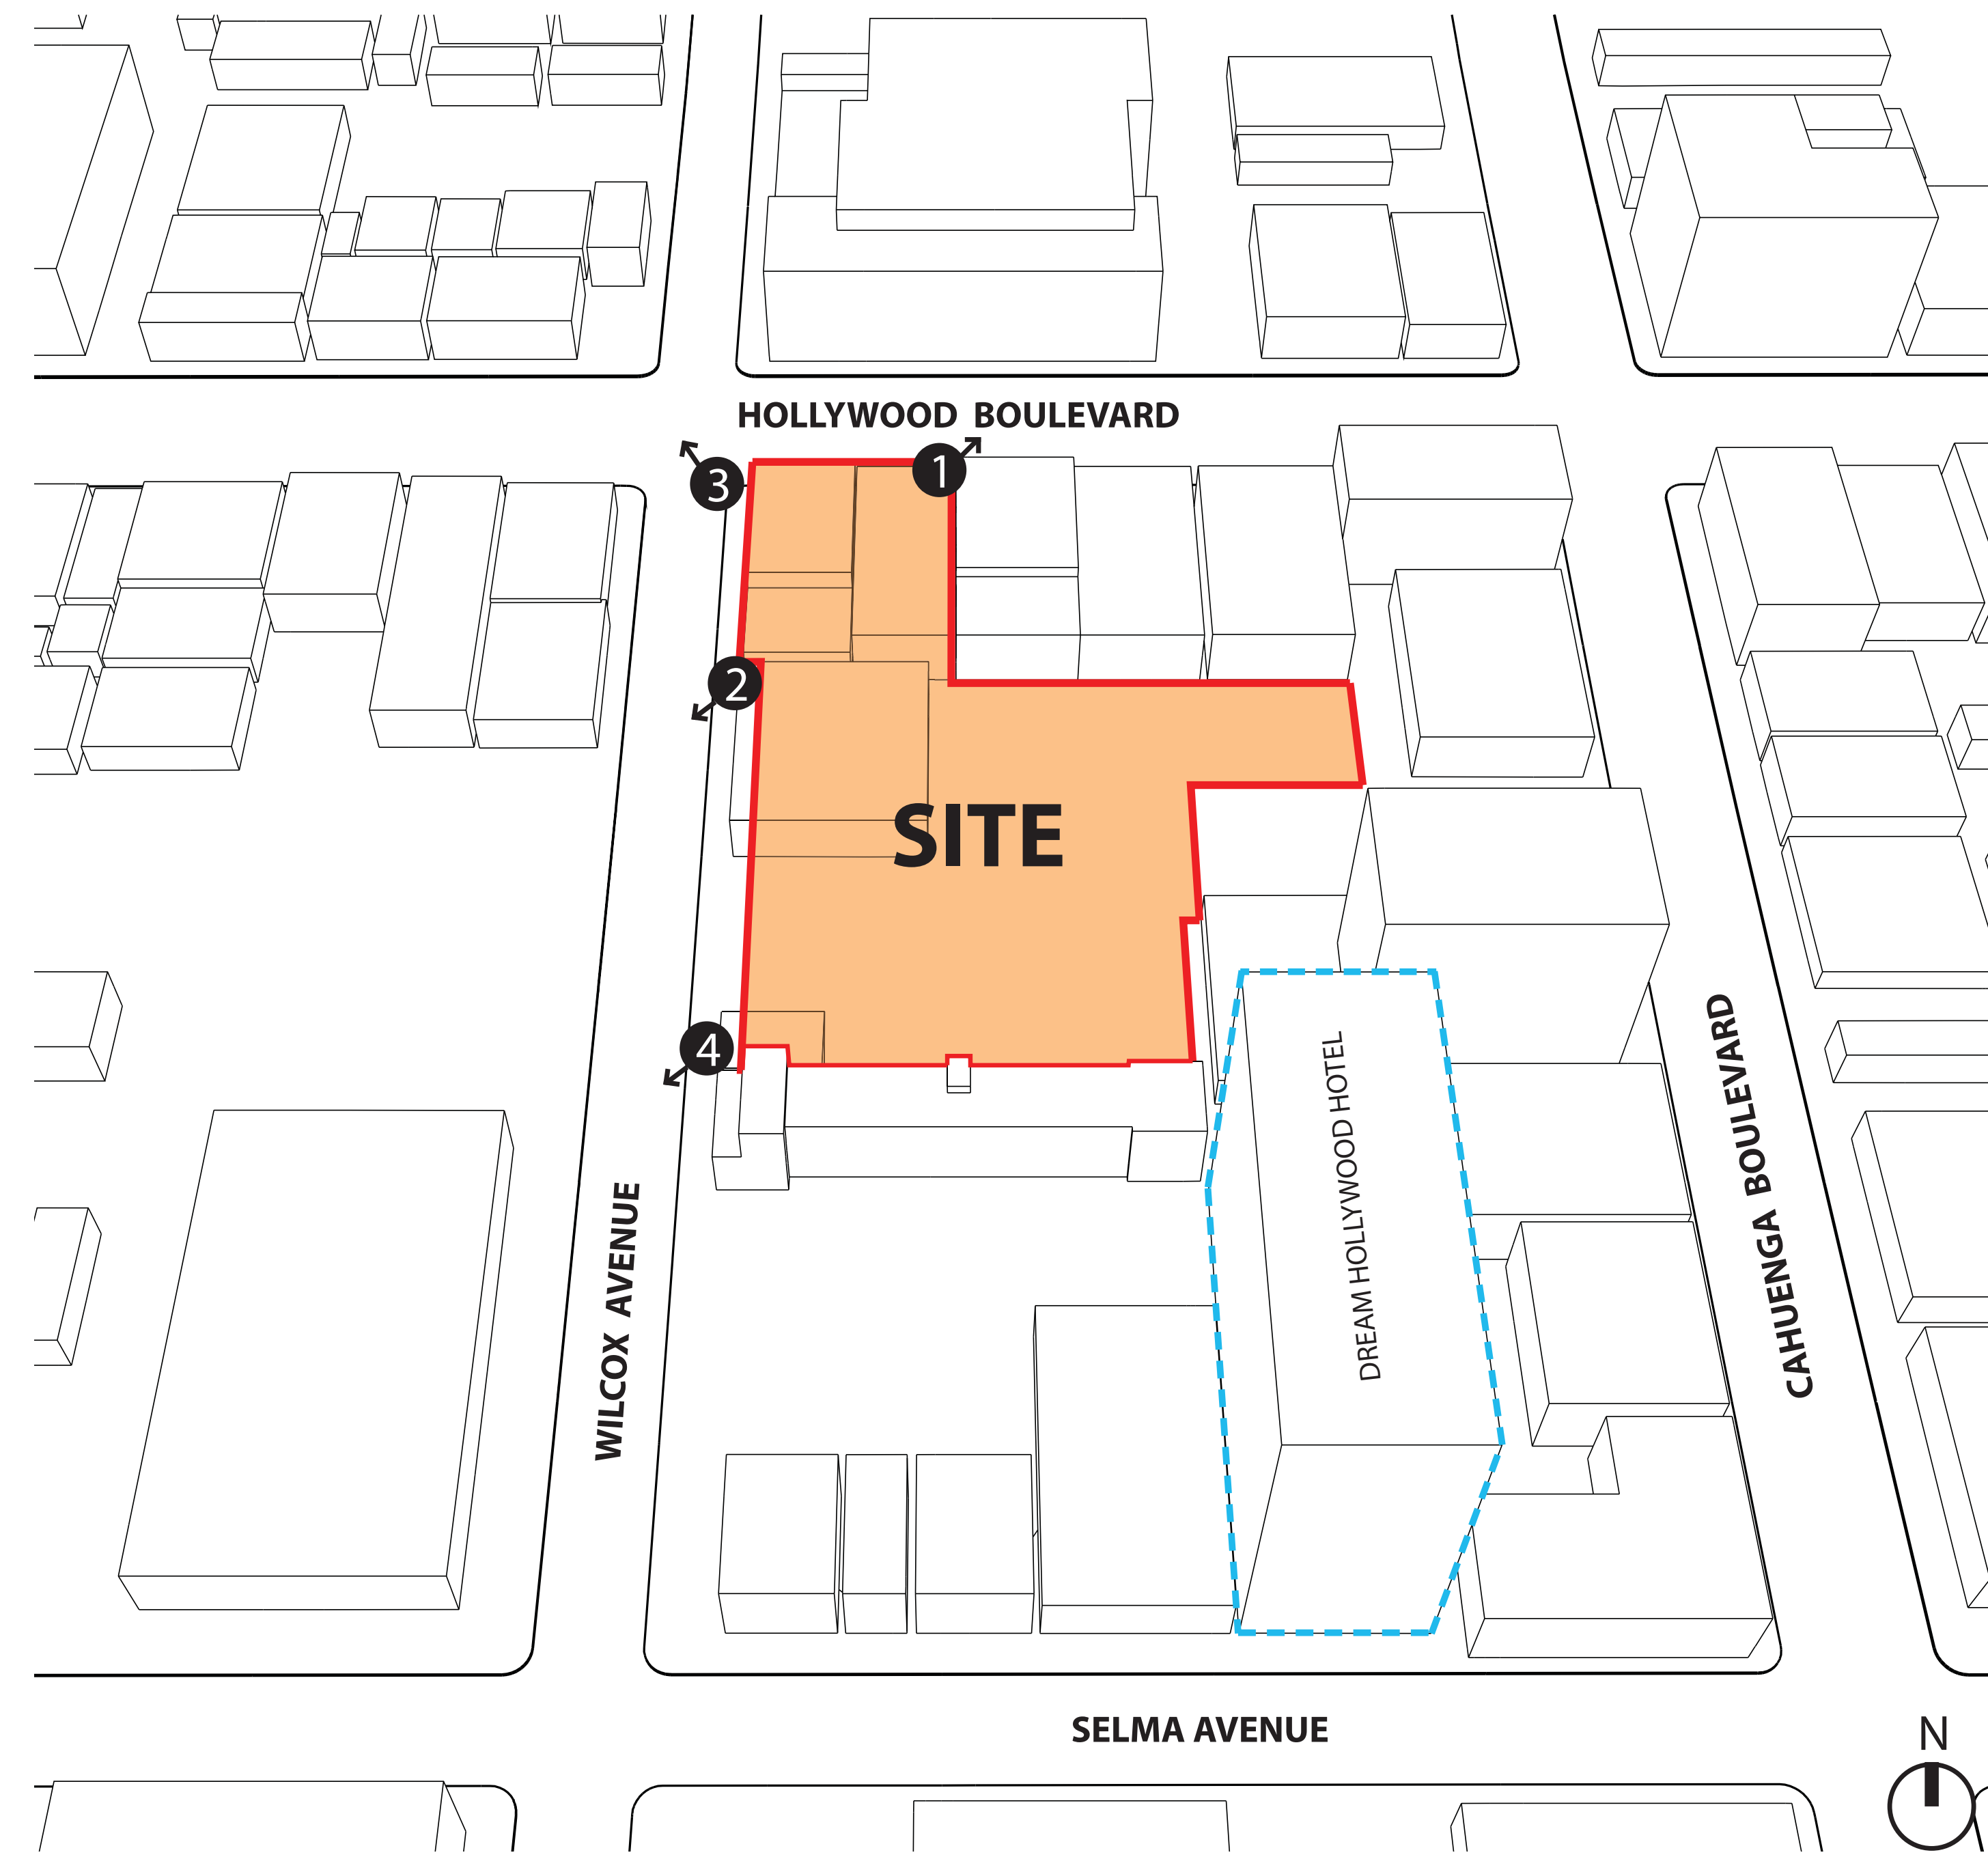 HOLLYWOOD BOULEVARD
3
1
2
SITE
4
DREAM HOLLYWOOD HOTEL
CAHUENGA BOULEVARD
WILCOX AVENUE
SELMA AVENUE
N